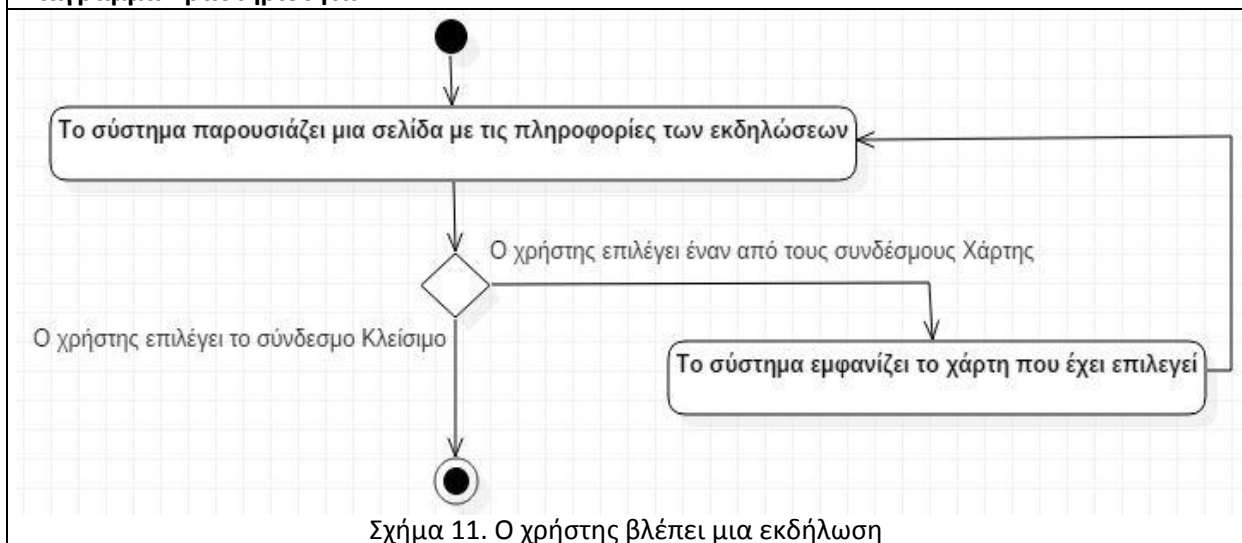 Το σύστημα παρουσιάζει μια σελίδα με τις πληροφορίες των εκδηλώσεων
Ο χρήστης επιλέγει έναν από τους συνδέσμους Χάρτης
Ο χρήστης επιλέγει το σύνδεσμο Κλείσιμο
Το σύστημα εμφανίζει το χάρτη που έχει επιλεγεί
Σχήμα 11. Ο χρήστης βλέπει μια εκδήλωση